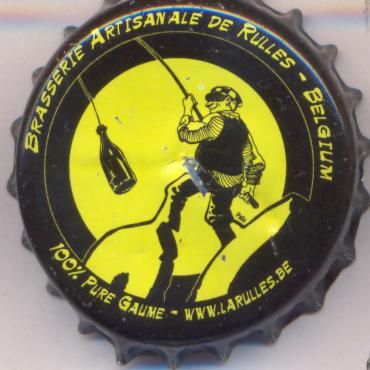 Brasserie Artisanale de Rulles - Belgium
100% Pure Gaume - www.larulles.be